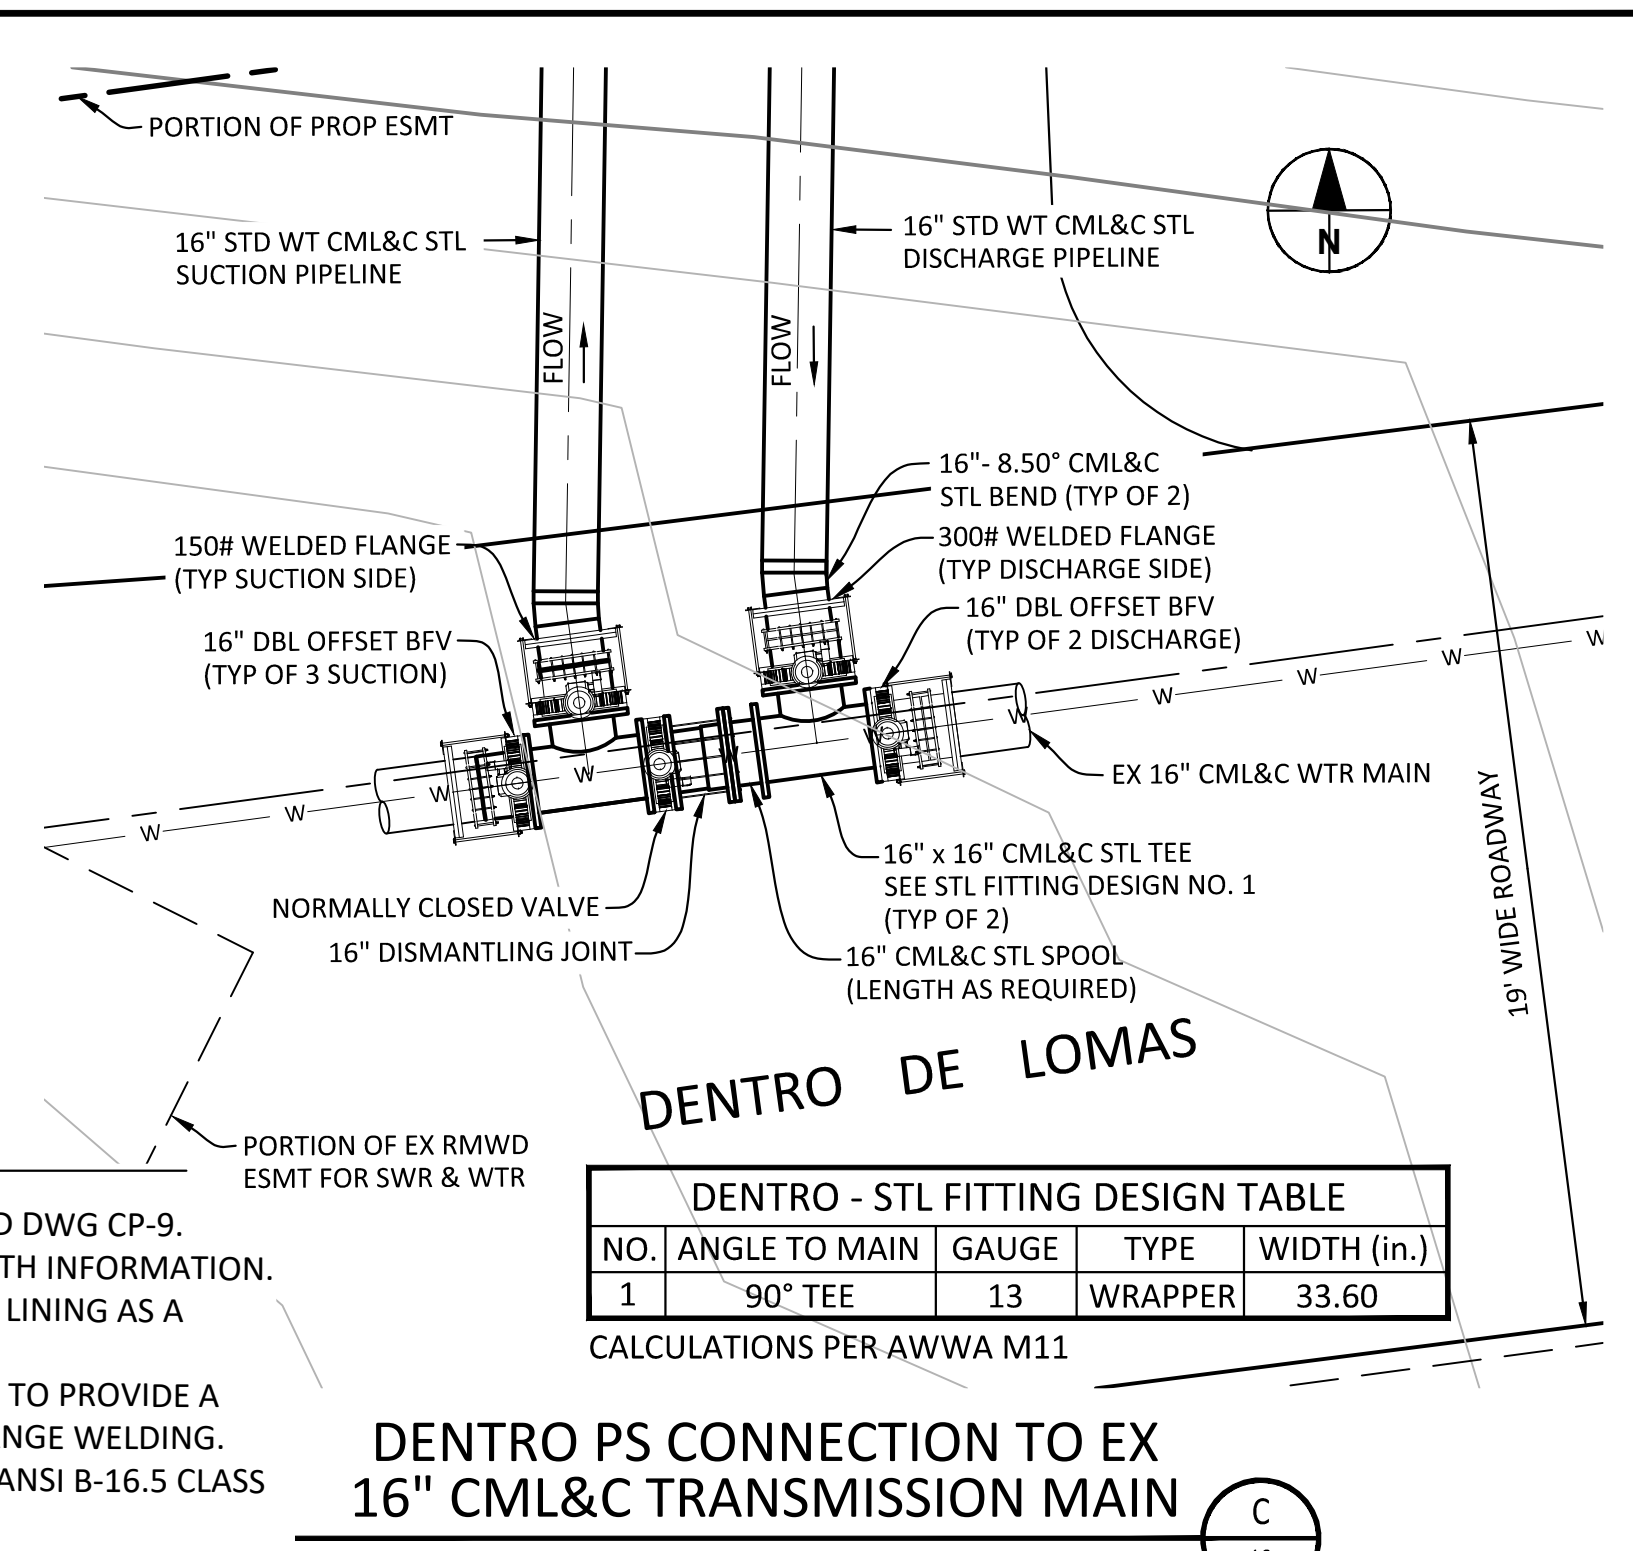 PORTION OF PROP ESMT
16" STD WT CML&C STL
SUCTION PIPELINE
16" STD WT CML&C STL
DISCHARGE PIPELINE
N
FLOW
FLOW
16"- 8.50° CML&C
STL BEND (TYP OF 2)
150# WELDED FLANGE
(TYP SUCTION SIDE)
300# WELDED FLANGE
(TYP DISCHARGE SIDE)
16" DBL OFFSET BFV
(TYP OF 3 SUCTION)
16" DBL OFFSET BFV
(TYP OF 2 DISCHARGE)
W
W
W
W
W
W
W
W
W
W
W
EX 16" CML&C WTR MAIN
16" x 16" CML&C STL TEE
SEE STL FITTING DESIGN NO. 1
(TYP OF 2)
NORMALLY CLOSED VALVE
16" DISMANTLING JOINT
16" CML&C STL SPOOL
(LENGTH AS REQUIRED)
19' WIDE ROADWAY
DENTRO DE LOMAS
PORTION OF EX RMWD
ESMT FOR SWR & WTR
D DWG CP-9.
TH INFORMATION.
LINING AS A
TO PROVIDE A
NGE WELDING.
ANSI B-16.5 CLASS
DENTRO - STL FITTING DESIGN TABLE
NO. ANGLE TO MAIN GAUGE TYPE WIDTH (in.)
1 90° TEE 13 WRAPPER 33.60
CALCULATIONS PER AWWA M11
DENTRO PS CONNECTION TO EX
16" CML&C TRANSMISSION MAIN
C